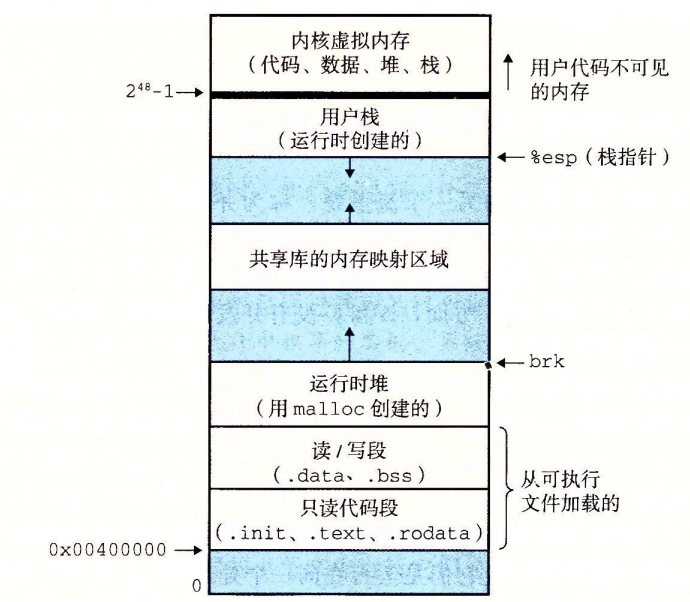 内核虚拟内存
（代码、数据、堆、栈）
用户代码不可见
的内存
2⁴⁸-1
用户栈
（运行时创建的）
%esp（栈指针）
共享库的内存映射区域
brk
运行时堆
（用 malloc 创建的）
读/写段
（.data、.bss）
从可执行
文件加载的
只读代码段
（.init、.text、.rodata）
0x00400000
0